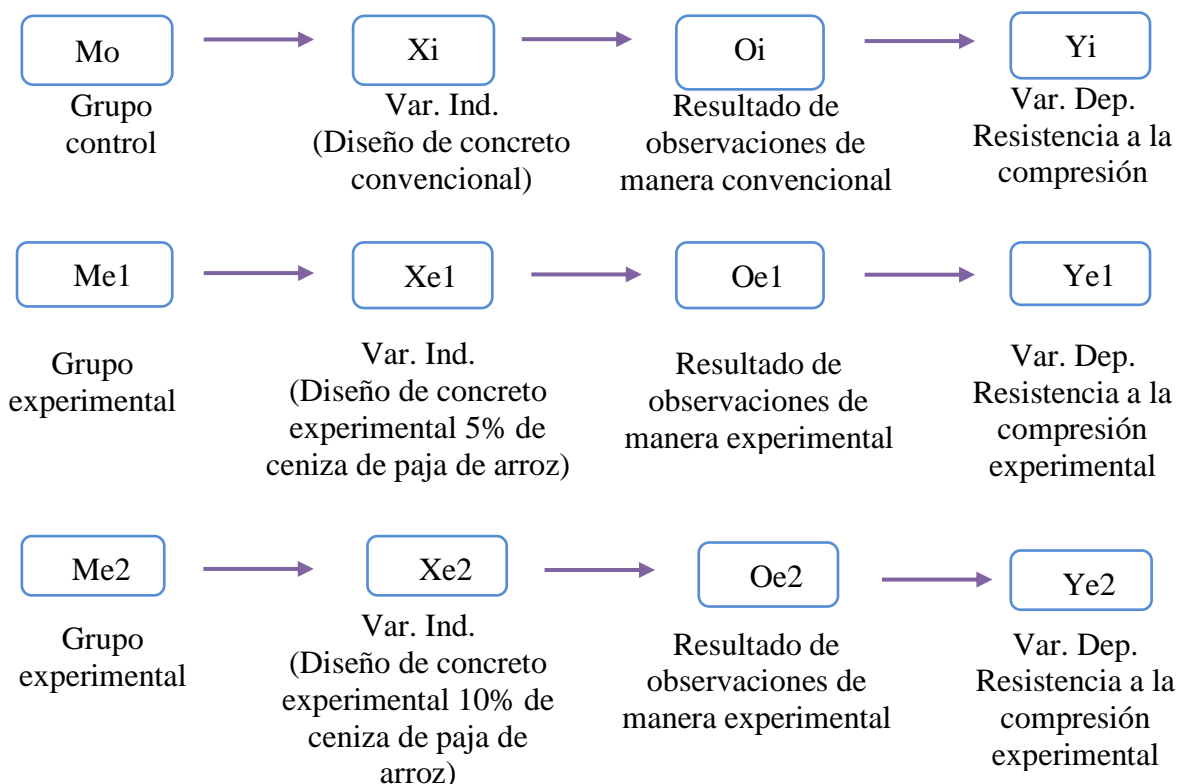 Mo
Xi
Oi
Yi
Grupo
control
Var. Ind.
(Diseño de concreto
convencional)
Resultado de
observaciones de
manera convencional
Var. Dep.
Resistencia a la
compresión
Me1
Xe1
Oe1
Ye1
Grupo
experimental
Var. Ind.
(Diseño de concreto
experimental 5% de
ceniza de paja de arroz)
Resultado de
observaciones de
manera experimental
Var. Dep.
Resistencia a la
compresión
experimental
Me2
Xe2
Oe2
Ye2
Grupo
experimental
Var. Ind.
(Diseño de concreto
experimental 10% de
ceniza de paja de
arroz)
Resultado de
observaciones de
manera experimental
Var. Dep.
Resistencia a la
compresión
experimental